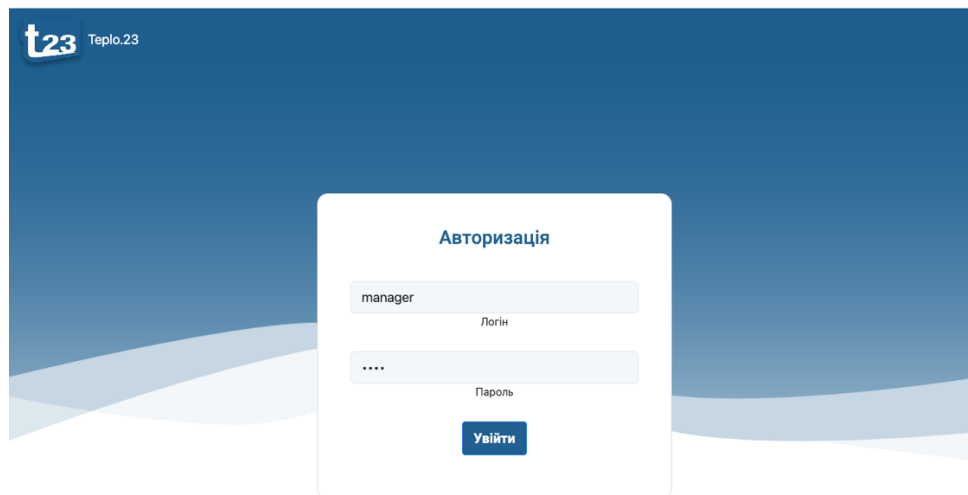 t23 Teplo.23
Авторизація
manager
Логін
••••
Пароль
Увійти